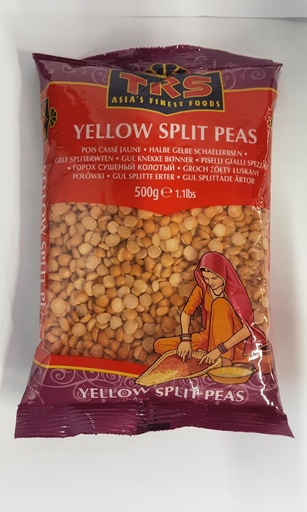 TRS
ASIA'S FINEST FOODS
YELLOW SPLIT PEAS
POIS CASSÉ JAUNE • HALBE GELBE SCHAELERBSEN •
GELE SPLITERWTEN • GUL KNEKKE BØNNER • PISELLI GIALLI SPEZZATI
• ГОРОХ СУШЕНЫЙ КОЛОТЫЙ • GROCH ŻÓŁTY ŁUSKANY
POŁÓWKI • GUL SPLITTE ERTER • GUL SPLITTADE ÄRTOR
500g ℮ 1.1lbs
YELLOW SPLIT PEAS